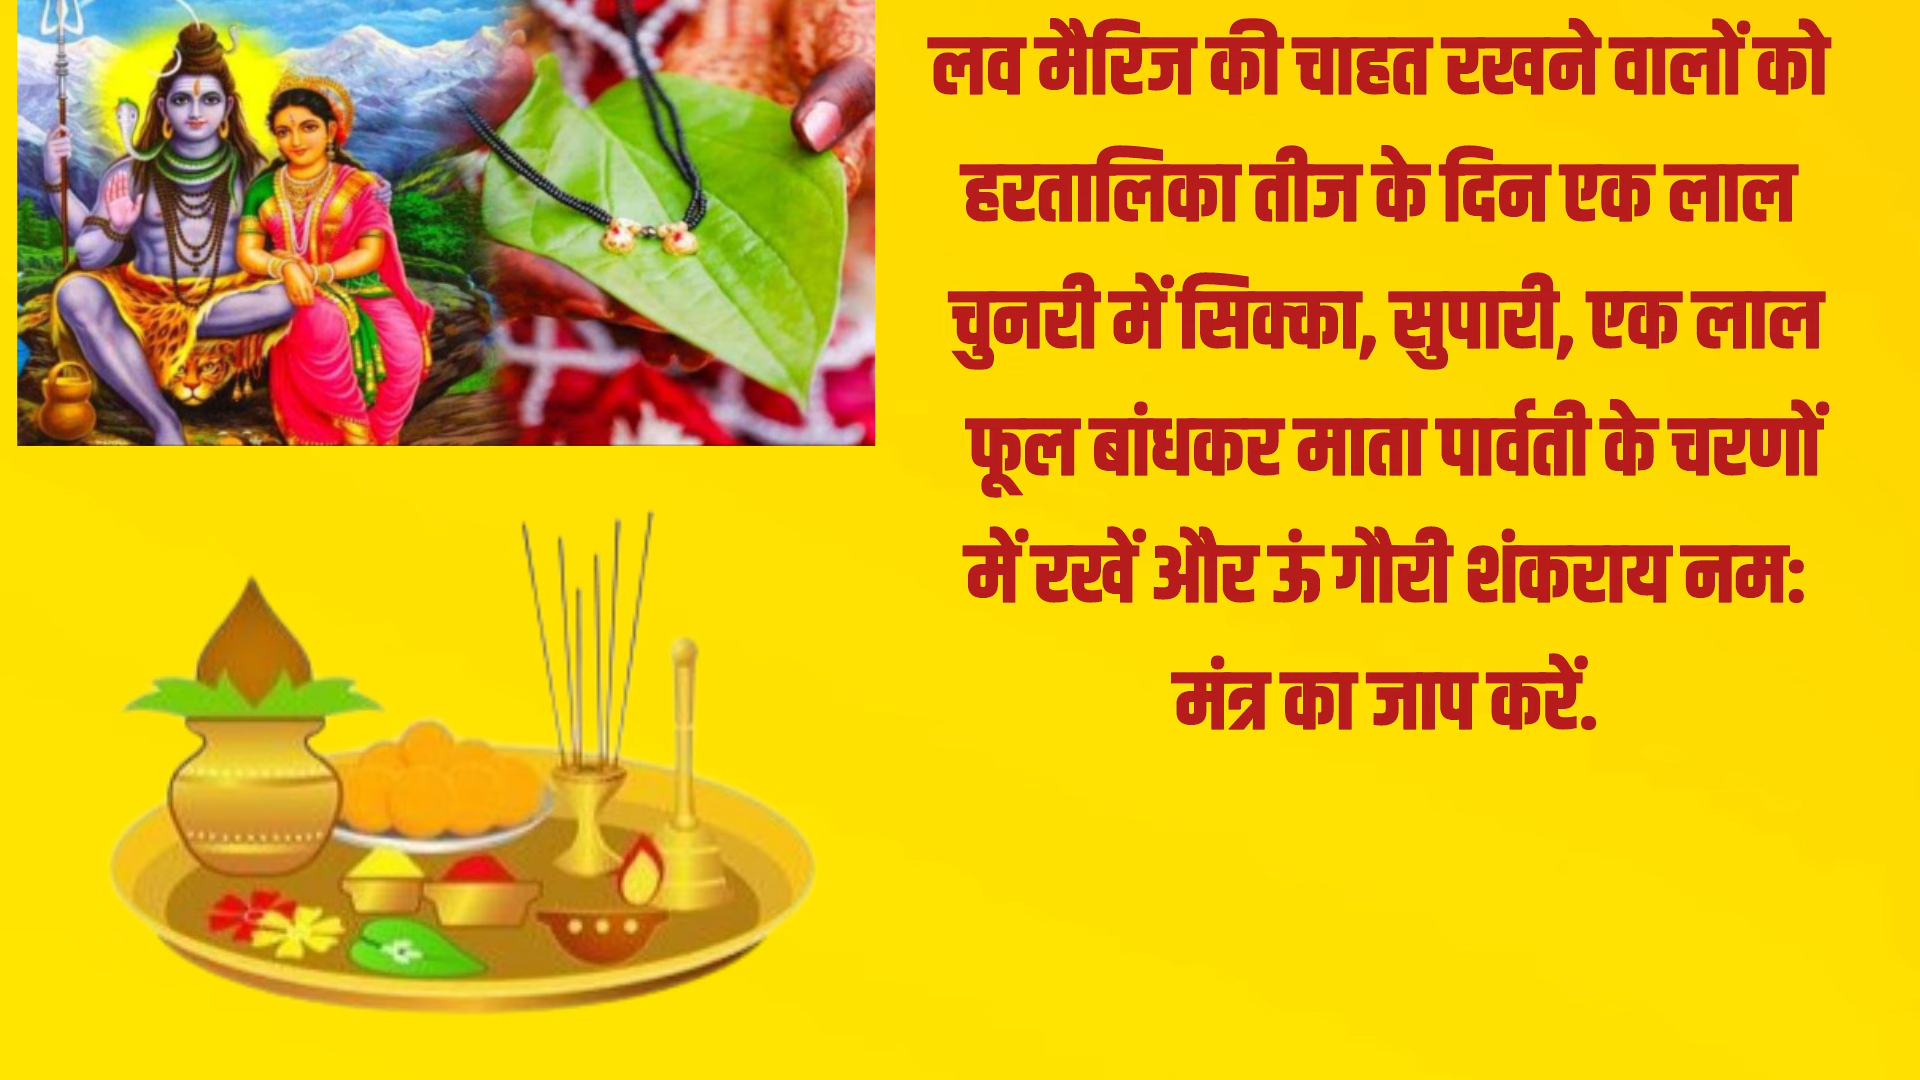 लव मैरिज की चाहत रखने वालों को
हरतालिका तीज के दिन एक लाल
चुनरी में सिक्का, सुपारी, एक लाल
फूल बांधकर माता पार्वती के चरणों
में रखें और ऊं गौरी शंकराय नम:
मंत्र का जाप करें.